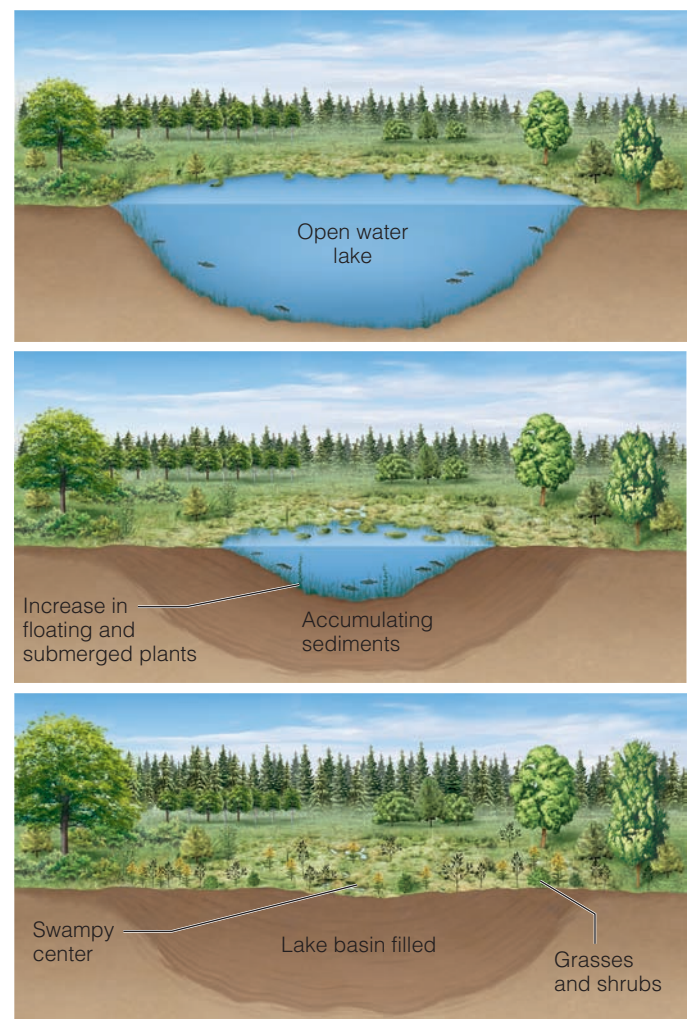 Open water
lake
Increase in
floating and
submerged plants
Accumulating
sediments
Swampy
center
Lake basin filled
Grasses
and shrubs